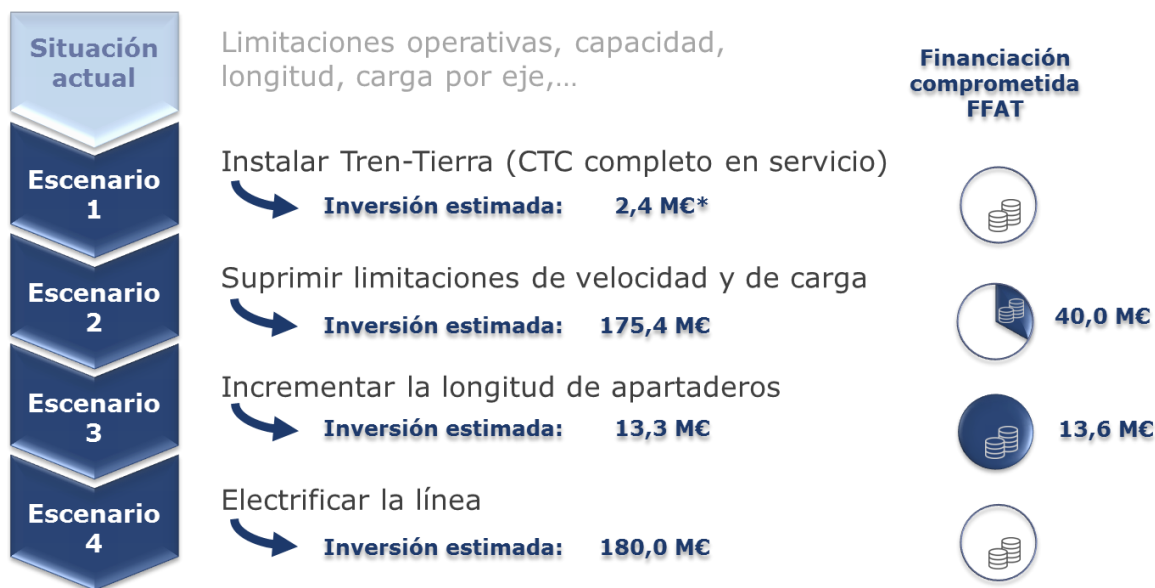 Situación
actual
Limitaciones operativas, capacidad,
longitud, carga por eje,...
Financiación
comprometida
FFAT
Escenario
1
Instalar Tren-Tierra (CTC completo en servicio)
Inversión estimada: 2,4 M€*
Escenario
2
Suprimir limitaciones de velocidad y de carga
Inversión estimada: 175,4 M€
40,0 M€
Escenario
3
Incrementar la longitud de apartaderos
Inversión estimada: 13,3 M€
13,6 M€
Escenario
4
Electrificar la línea
Inversión estimada: 180,0 M€